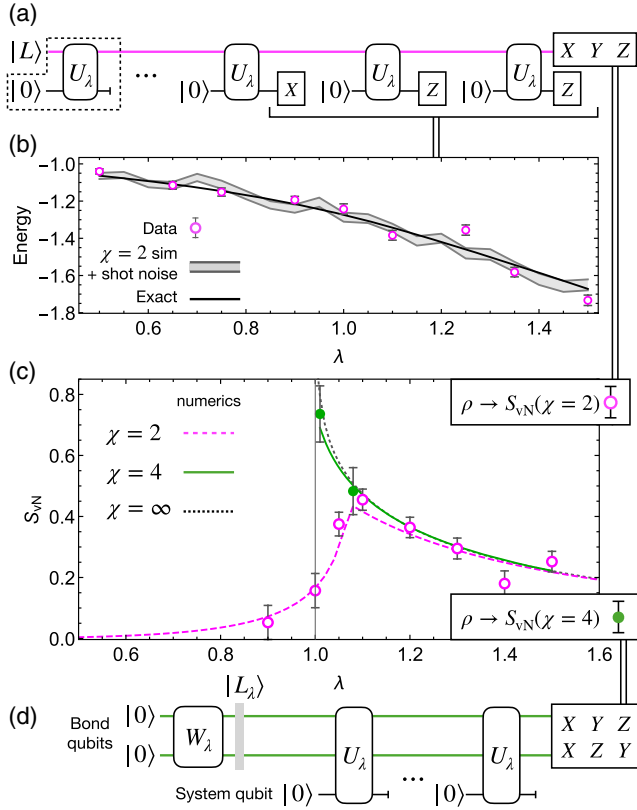 (a)
|L⟩ U_λ ... U_λ U_λ U_λ X Y Z
|0⟩ |0⟩ X |0⟩ Z |0⟩ Z
(b)
Energy
−1.0
−1.2
−1.4
−1.6
−1.8
Data
χ = 2 sim
+ shot noise
Exact
0.6 0.8 1.0 1.2 1.4
λ
(c)
S_vN
0.8
0.6
0.4
0.2
0.0
numerics
χ = 2
χ = 4
χ = ∞
ρ → S_vN(χ = 2)
ρ → S_vN(χ = 4)
0.6 0.8 1.0 1.2 1.4 1.6
λ
(d)
|L_λ⟩
Bond
qubits
|0⟩
|0⟩
W_λ U_λ ... U_λ
X Y Z
X Z Y
System qubit |0⟩ |0⟩